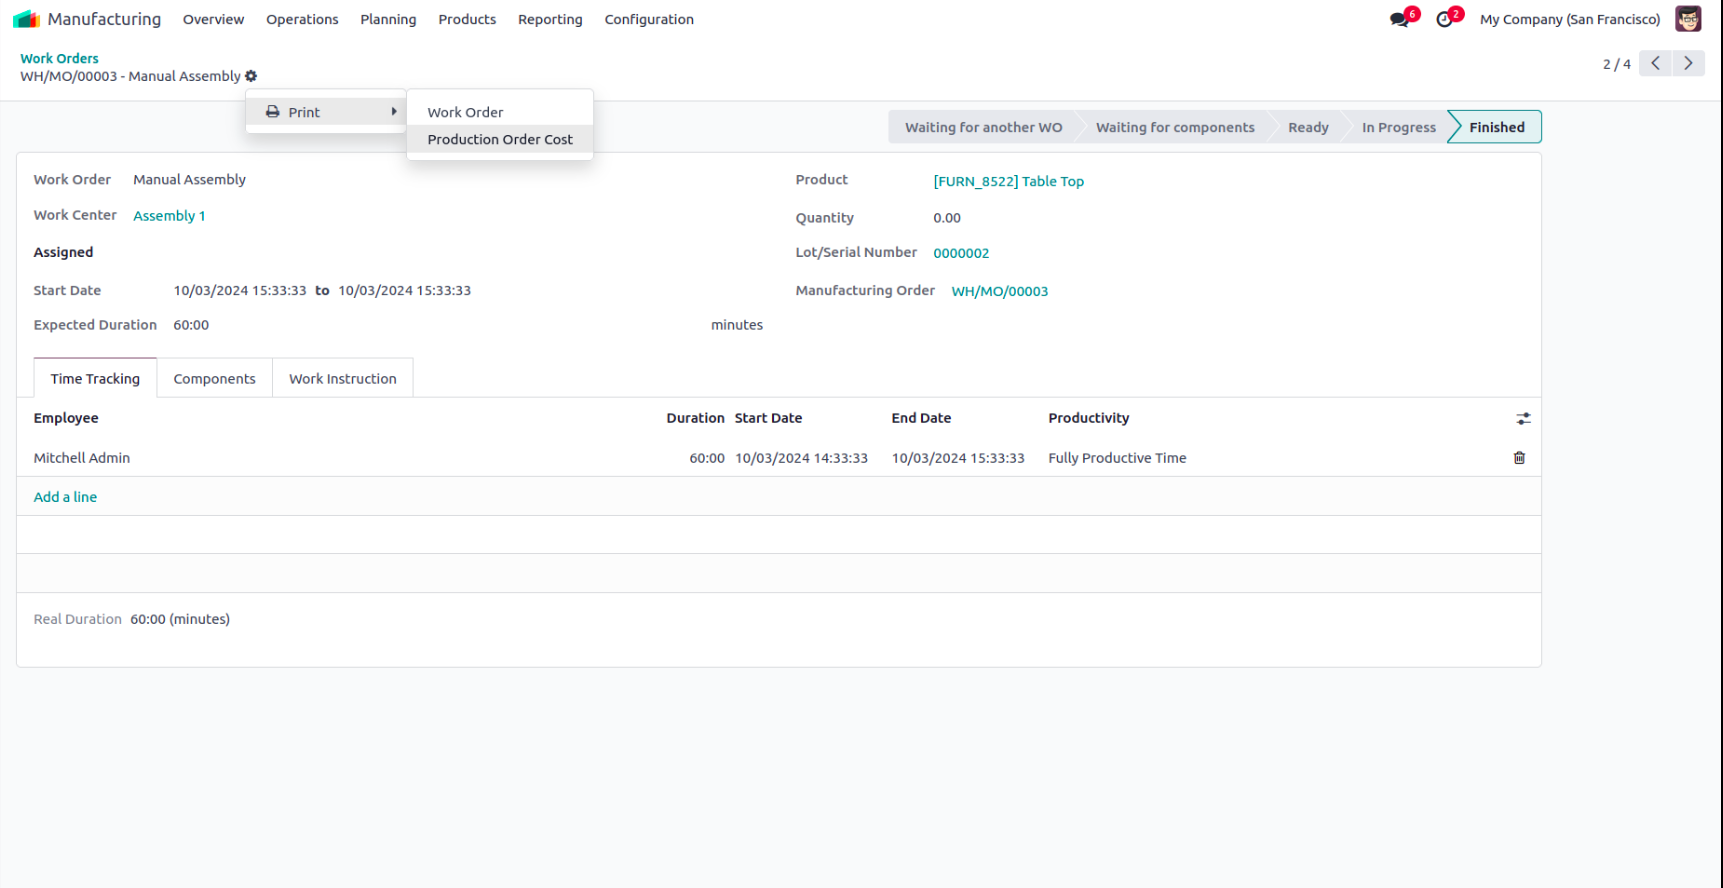 Manufacturing Overview Operations Planning Products Reporting Configuration 6 2 My Company (San Francisco)
Work Orders
WH/MO/00003 - Manual Assembly
2 / 4
Print
Work Order
Production Order Cost
Waiting for another WO Waiting for components Ready In Progress Finished
Work Order Manual Assembly
Work Center Assembly 1
Assigned
Start Date 10/03/2024 15:33:33 to 10/03/2024 15:33:33
Expected Duration 60:00 minutes
Product [FURN_8522] Table Top
Quantity 0.00
Lot/Serial Number 0000002
Manufacturing Order WH/MO/00003
Time Tracking Components Work Instruction
Employee Duration Start Date End Date Productivity
Mitchell Admin 60:00 10/03/2024 14:33:33 10/03/2024 15:33:33 Fully Productive Time
Add a line
Real Duration 60:00 (minutes)